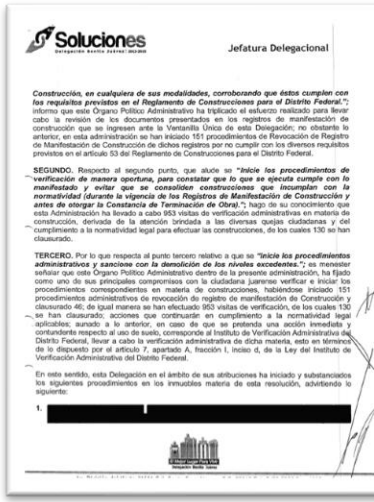 Soluciones
Delegación Benito Juárez / 2012-2015
Jefatura Delegacional
Construcción, en cualquiera de sus modalidades, corroborando que éstos cumplen con
los requisitos previstos en el Reglamento de Construcciones para el Distrito Federal.";
informo que este Órgano Político Administrativo ha triplicado el esfuerzo realizado para llevar
cabo la revisión de los documentos presentados en los registros de manifestación de
construcción que se ingresen ante la Ventanilla Única de esta Delegación; no obstante lo
anterior, en esta administración se han iniciado 151 procedimientos de Revocación de Registro
de Manifestación de Construcción de dichos registros por no cumplir con los diversos requisitos
previstos en el artículo 53 del Reglamento de Construcciones para el Distrito Federal.
SEGUNDO. Respecto al segundo punto, que alude se "Inicie los procedimientos de
verificación de manera oportuna, para constatar que lo que se ejecuta cumple con lo
manifestado y evitar que se consoliden construcciones que incumplan con la
normatividad (durante la vigencia de los Registros de Manifestación de Construcción y
antes de otorgar la Constancia de Terminación de Obra)."; hago de su conocimiento que
esta Administración ha llevado a cabo 953 visitas de verificación administrativas en materia de
construcción, derivada de la atención brindada a las diversas quejas ciudadanas y del
cumplimiento a la normatividad legal para efectuar las construcciones, de los cuales 130 se han
clausurado.
TERCERO. Por lo que respecta al punto tercero relativo a que se "Inicie los procedimientos
administrativos y sancione con la demolición de los niveles excedentes."; es menester
señalar que este Órgano Político Administrativo dentro de la presente administración, ha fijado
como uno de sus principales compromisos con la ciudadana juarense verificar e iniciar los
procedimientos correspondientes en materia de construcciones, habiéndose iniciado 151
procedimientos administrativos de revocación de registro de manifestación de Construcción y
clausurado 46; de igual manera se han efectuado 953 visitas de verificación, de los cuales 130
se han clausurado; acciones que continuarán en cumplimiento a la normatividad legal
aplicables; aunado a lo anterior, en caso de que se pretenda una acción inmediata y
contundente respecto al uso de suelo, corresponde al Instituto de Verificación Administrativa del
Distrito Federal, llevar a cabo la verificación administrativa de dicha materia, esto en términos
de lo dispuesto por el artículo 7, apartado A, fracción I, inciso d, de la Ley del Instituto de
Verificación Administrativa del Distrito Federal.
En este sentido, esta Delegación en el ámbito de sus atribuciones ha iniciado y substanciados
los siguientes procedimientos en los inmuebles materia de esta resolución, advirtiendo lo
siguiente:
1.
El Mejor Lugar Para Vivir
Delegación Benito Juárez